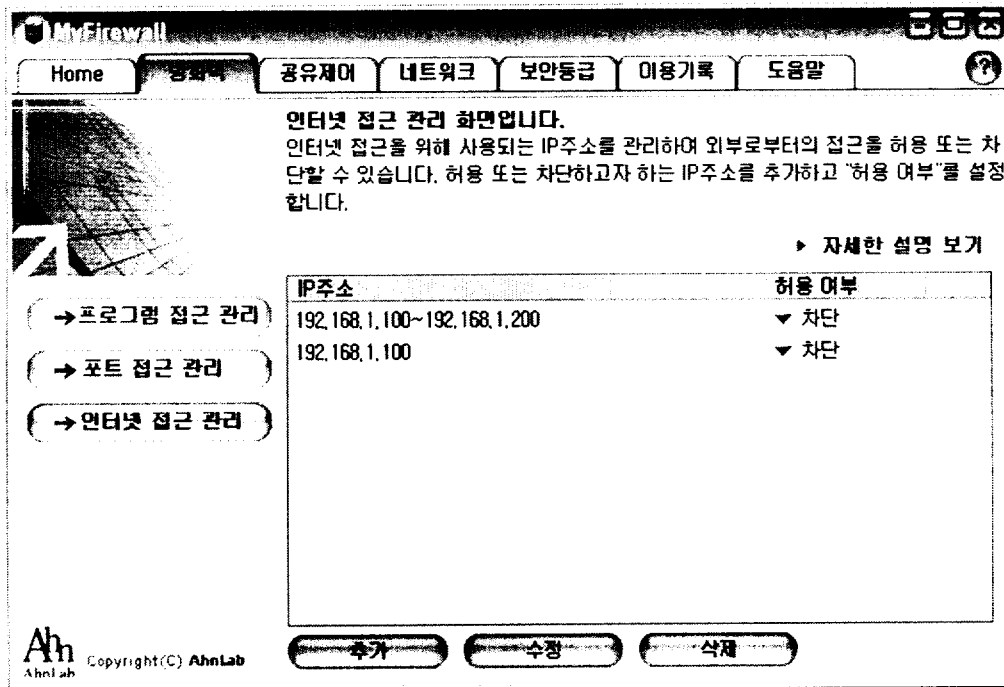 MyFirewall
Home
방화벽
공유제어
네트워크
보안등급
이용기록
도움말
?
인터넷 접근 관리 화면입니다.
인터넷 접근을 위해 사용되는 IP주소를 관리하여 외부로부터의 접근을 허용 또는 차
단할 수 있습니다. 허용 또는 차단하고자 하는 IP주소를 추가하고 "허용 여부"를 설정
합니다.
▶ 자세한 설명 보기
→프로그램 접근 관리
→ 포트 접근 관리
→인터넷 접근 관리
IP주소 허용 여부
192,168,1,100~192,168,1,200 ▼ 차단
192,168,1,100 ▼ 차단
추가
수정
삭제
Ahn
AhnLab
Copyright(C) AhnLab